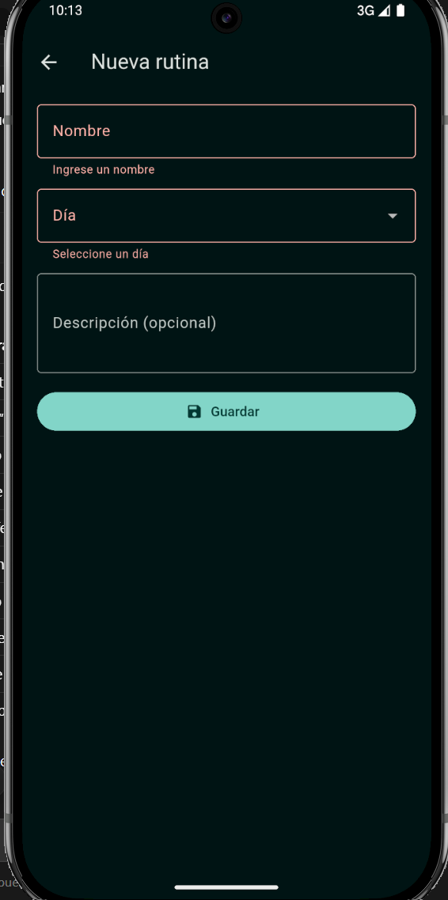 10:13
3G
Nueva rutina
Nombre
Ingrese un nombre
Día
Seleccione un día
Descripción (opcional)
Guardar